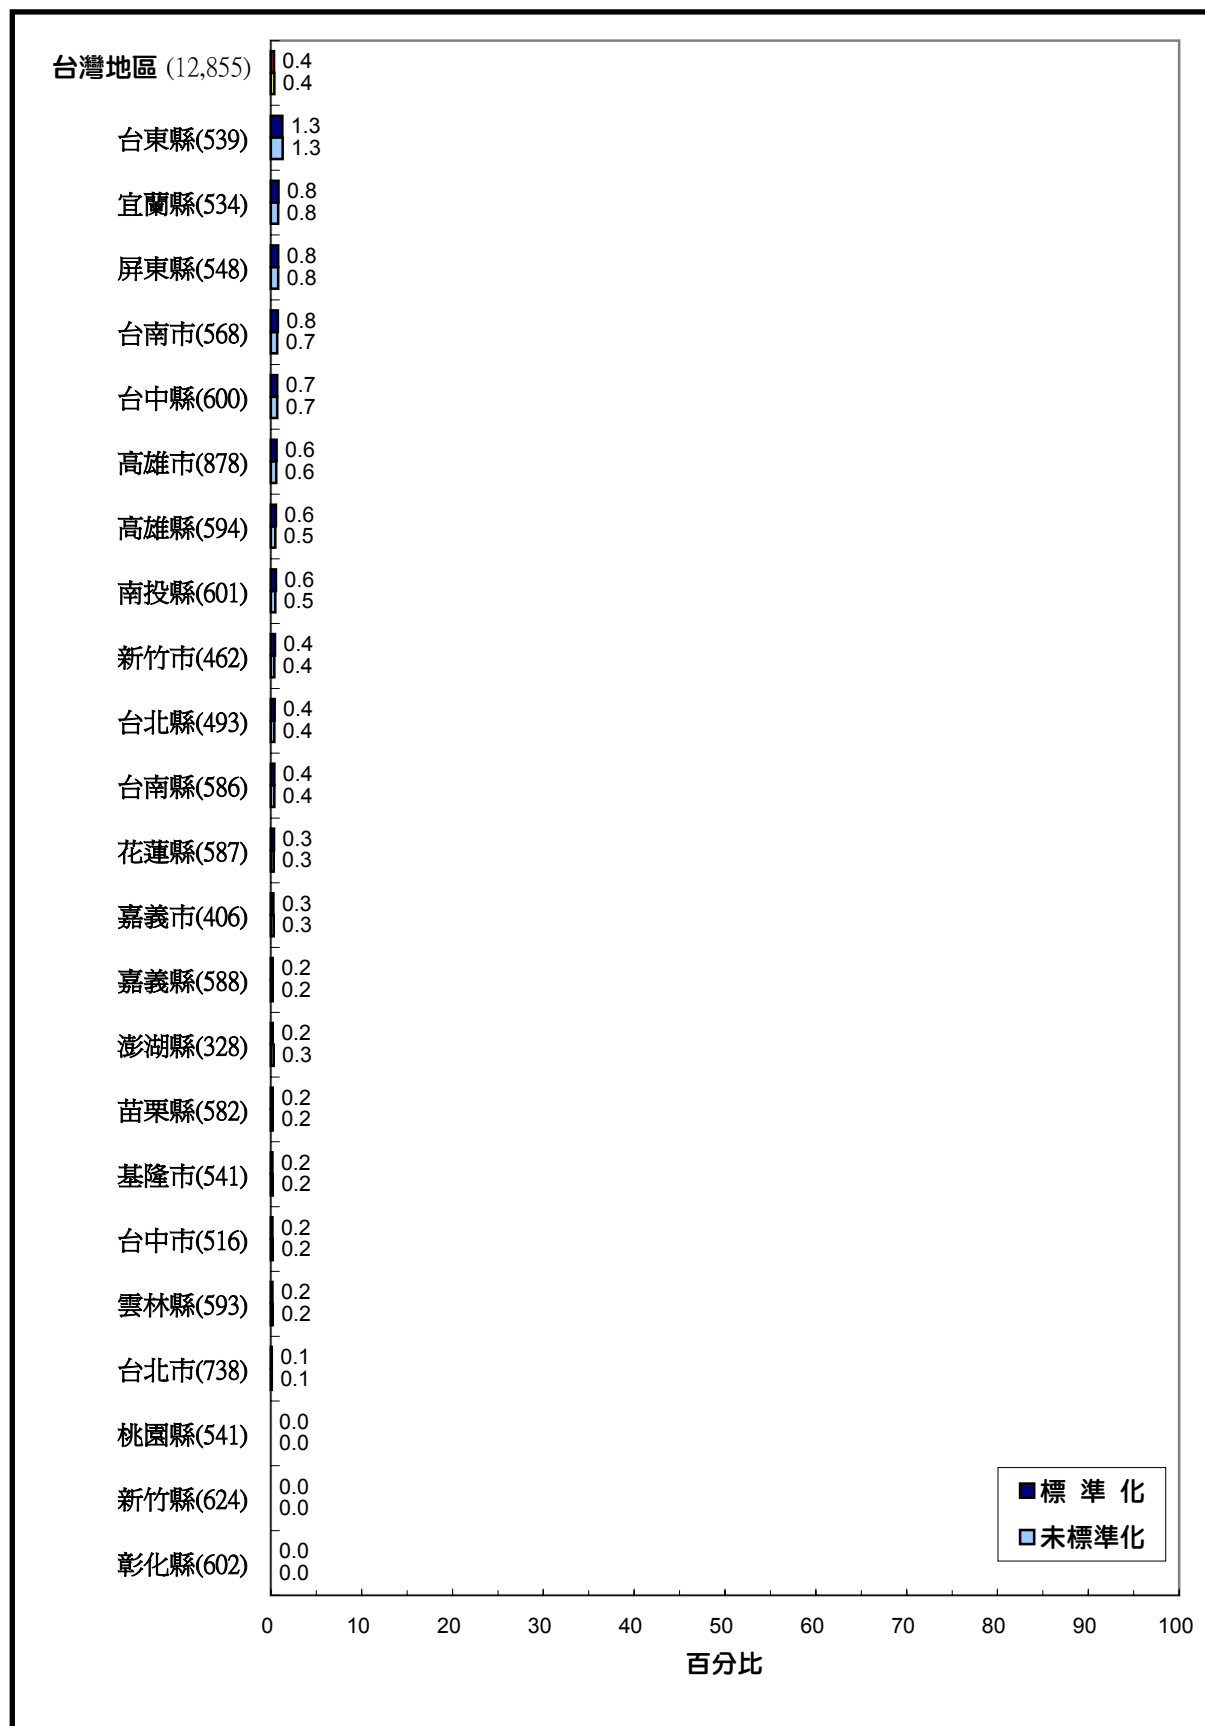 台灣地區 (12,855) 0.4
0.4
台東縣(539) 1.3
1.3
宜蘭縣(534) 0.8
0.8
屏東縣(548) 0.8
0.8
台南市(568) 0.8
0.7
台中縣(600) 0.7
0.7
高雄市(878) 0.6
0.6
高雄縣(594) 0.6
0.5
南投縣(601) 0.6
0.5
新竹市(462) 0.4
0.4
台北縣(493) 0.4
0.4
台南縣(586) 0.4
0.4
花蓮縣(587) 0.3
0.3
嘉義市(406) 0.3
0.3
嘉義縣(588) 0.2
0.2
澎湖縣(328) 0.2
0.3
苗栗縣(582) 0.2
0.2
基隆市(541) 0.2
0.2
台中市(516) 0.2
0.2
雲林縣(593) 0.2
0.2
台北市(738) 0.1
0.1
桃園縣(541) 0.0
0.0
新竹縣(624) 0.0
0.0
彰化縣(602) 0.0
0.0
標 準 化
未標準化
0 10 20 30 40 50 60 70 80 90 100
百分比